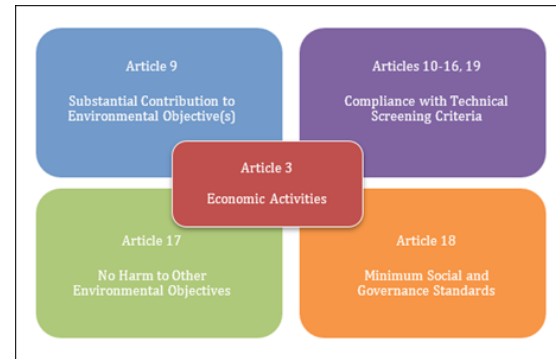 Article 9
Substantial Contribution to
Environmental Objective(s)
Articles 10-16, 19
Compliance with Technical
Screening Criteria
Article 3
Economic Activities
Article 17
No Harm to Other
Environmental Objectives
Article 18
Minimum Social and
Governance Standards